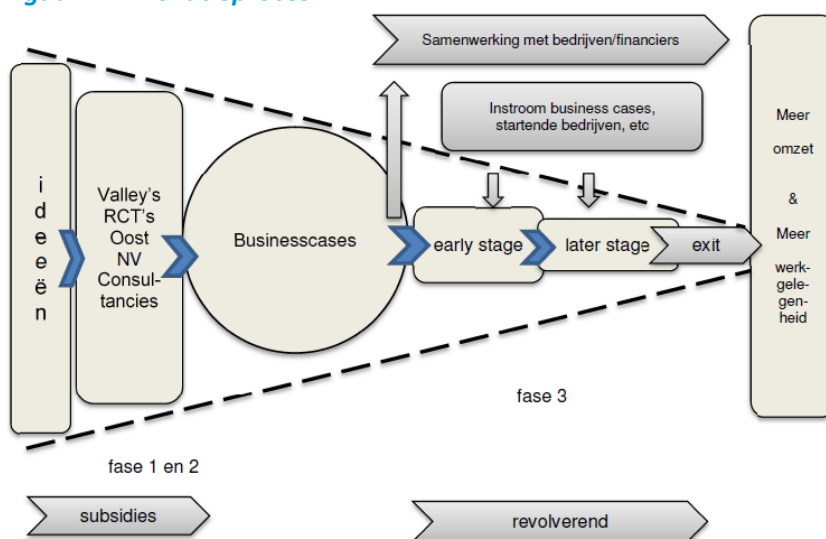 Samenwerking met bedrijven/financiers
Instroom business cases,
startende bedrijven, etc
i
d
e
e
ë
n
Valley's
RCT's
Oost
NV
Consul-
tancies
Businesscases
early stage
later stage
exit
Meer
omzet
&
Meer
werk-
gele-
gen-
heid
fase 3
fase 1 en 2
subsidies
revolverend